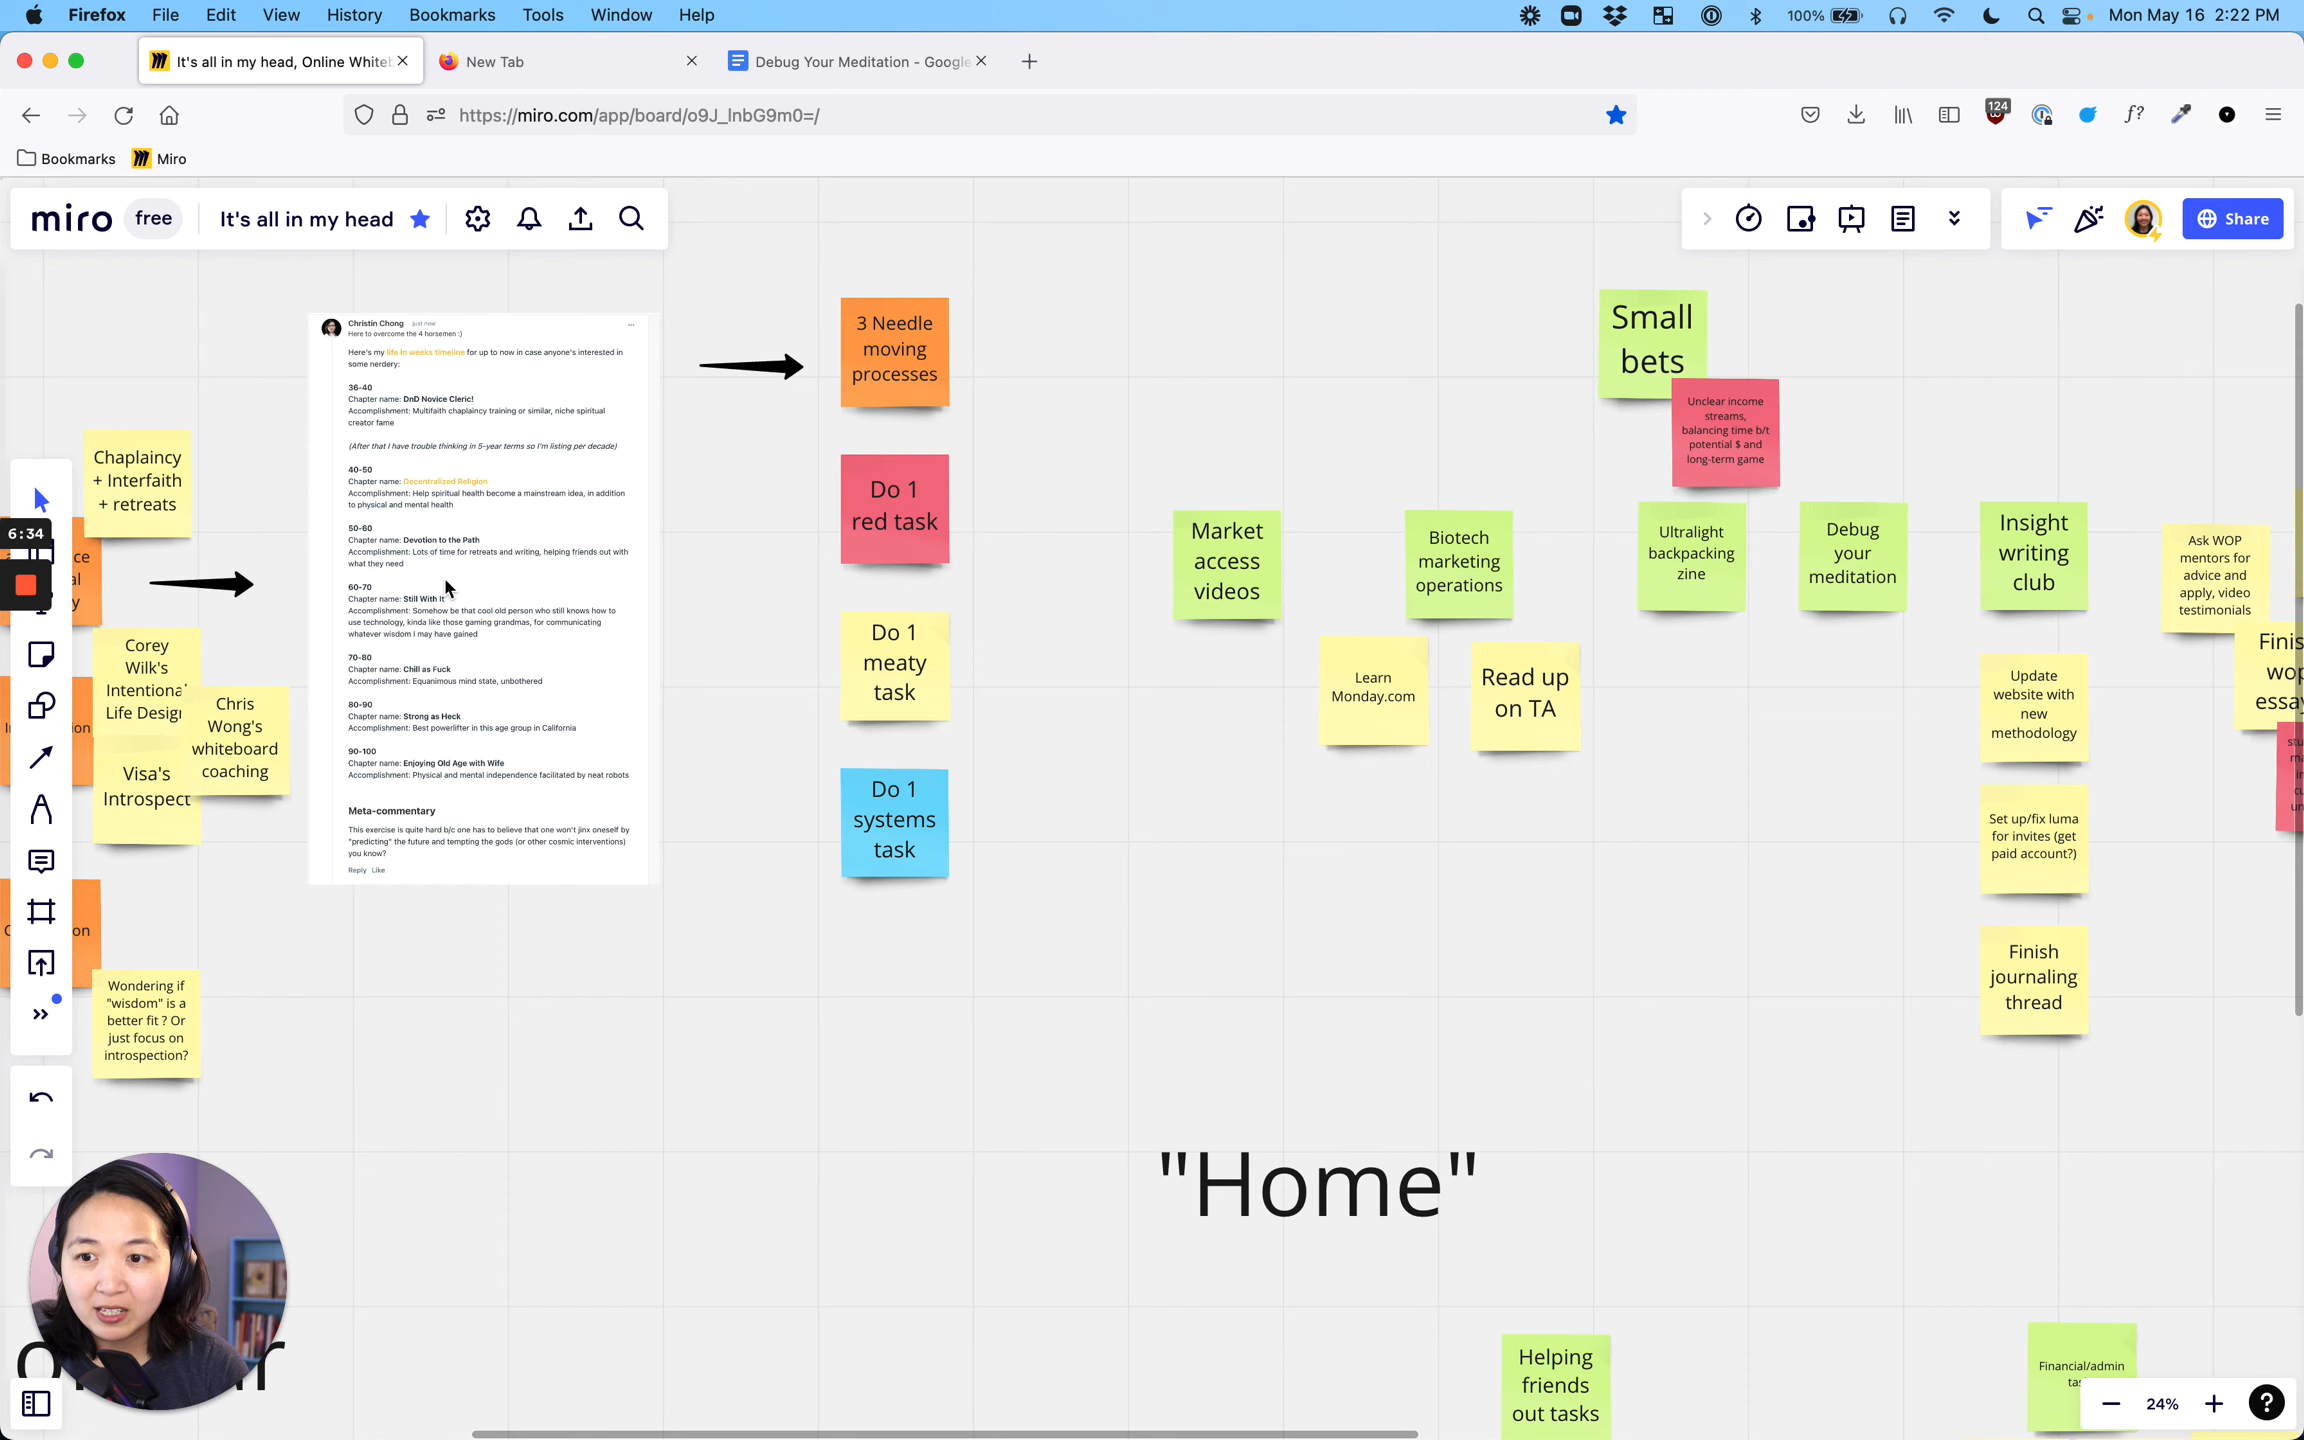 Firefox File Edit View History Bookmarks Tools Window Help
100% Mon May 16 2:22 PM
It's all in my head, Online White
New Tab
Debug Your Meditation - Google
https://miro.com/app/board/o9J_lnbG9m0=/
124
Bookmarks Miro
miro free It's all in my head
Share
6:34
Chaplaincy
+ Interfaith
+ retreats
Corey
Wilk's
Intentional
Life Design
Visa's
Introspect
Chris
Wong's
whiteboard
coaching
Wondering if
"wisdom" is a
better fit ? Or
just focus on
introspection?
Christin Chong just now
Here to overcome the 4 horsemen :)
Here's my life in weeks timeline for up to now in case anyone's interested in
some nerdery:
36-40
Chapter name: DnD Novice Cleric!
Accomplishment: Multifaith chaplaincy training or similar, niche spiritual
creator fame
(After that I have trouble thinking in 5-year terms so I'm listing per decade)
40-50
Chapter name: Decentralized Religion
Accomplishment: Help spiritual health become a mainstream idea, in addition
to physical and mental health
50-60
Chapter name: Devotion to the Path
Accomplishment: Lots of time for retreats and writing, helping friends out with
what they need
60-70
Chapter name: Still With It
Accomplishment: Somehow be that cool old person who still knows how to
use technology, kinda like those gaming grandmas, for communicating
whatever wisdom I may have gained
70-80
Chapter name: Chill as Fuck
Accomplishment: Equanimous mind state, unbothered
80-90
Chapter name: Strong as Heck
Accomplishment: Best powerlifter in this age group in California
90-100
Chapter name: Enjoying Old Age with Wife
Accomplishment: Physical and mental independence facilitated by neat robots
Meta-commentary
This exercise is quite hard b/c one has to believe that one won't jinx oneself by
"predicting" the future and tempting the gods (or other cosmic interventions)
you know?
Reply Like
3 Needle
moving
processes
Do 1
red task
Do 1
meaty
task
Do 1
systems
task
Small
bets
Unclear income
streams,
balancing time b/t
potential $ and
long-term game
Market
access
videos
Biotech
marketing
operations
Learn
Monday.com
Read up
on TA
Ultralight
backpacking
zine
Debug
your
meditation
Insight
writing
club
Update
website with
new
methodology
Set up/fix luma
for invites (get
paid account?)
Finish
journaling
thread
Ask WOP
mentors for
advice and
apply, video
testimonials
"Home"
Helping
friends
out tasks
Financial/admin
24%